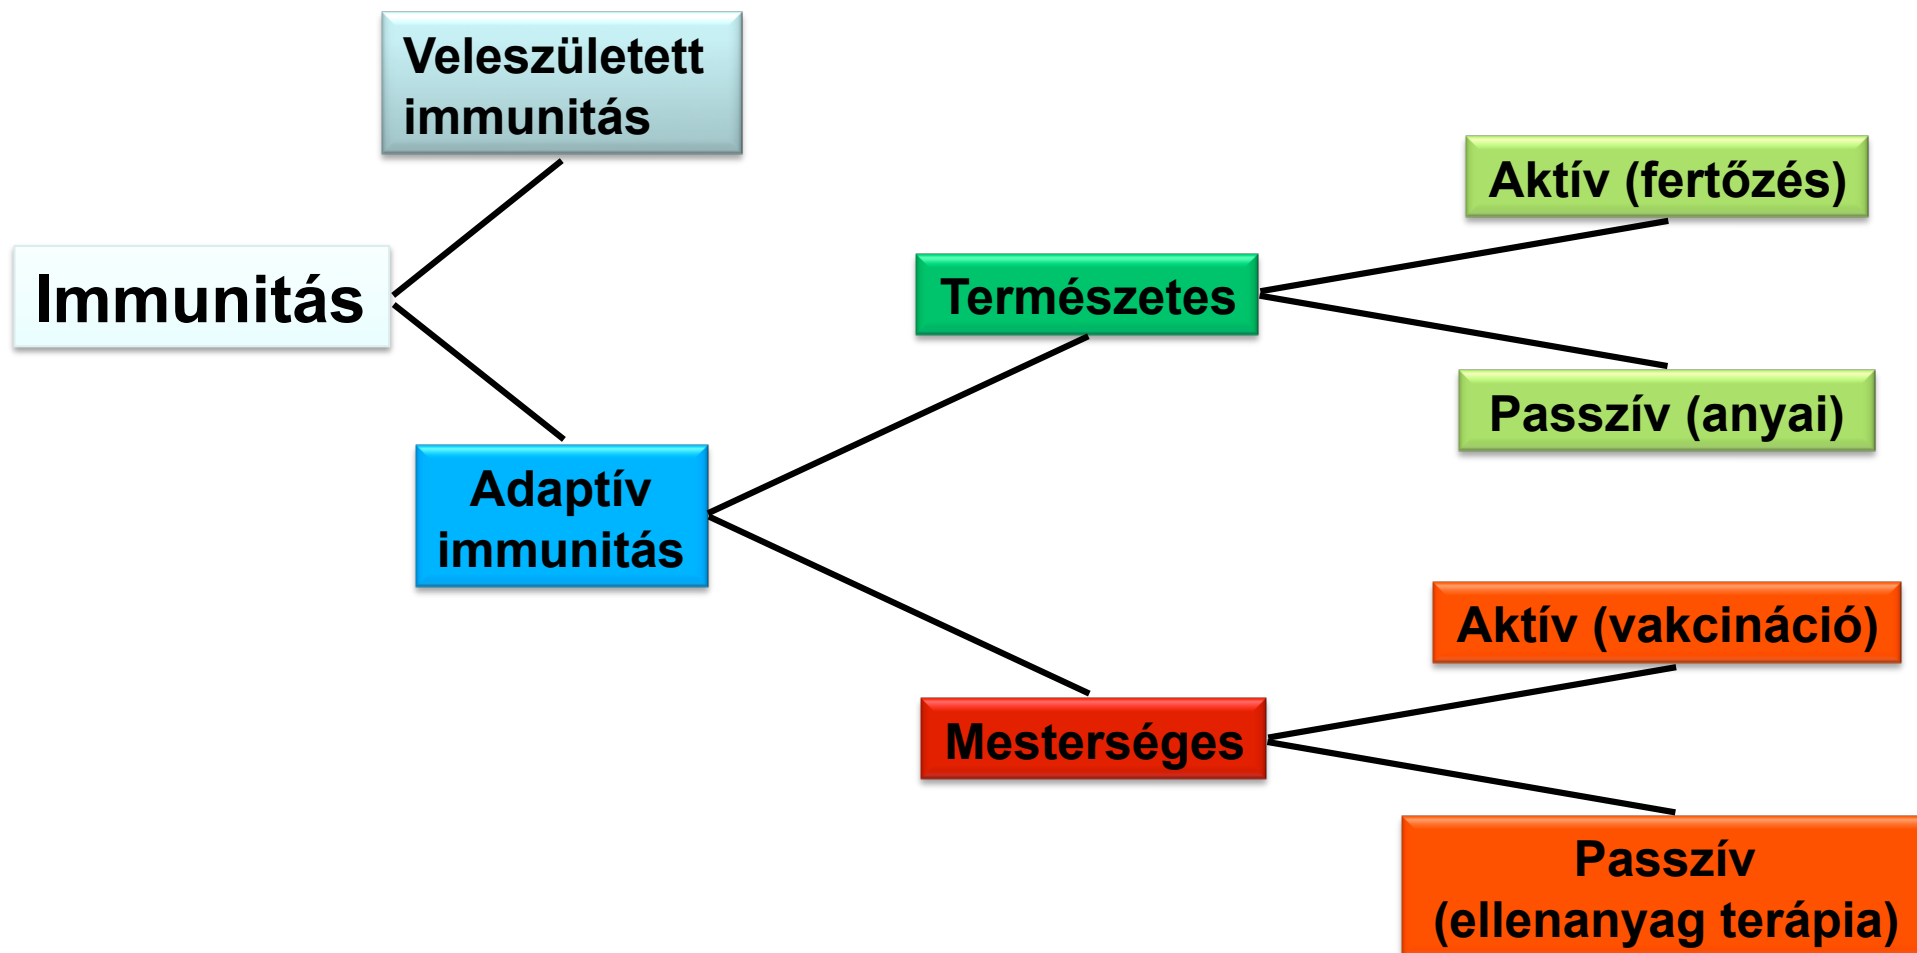 Veleszületett
immunitás
Immunitás
Adaptív
immunitás
Természetes
Aktív (fertőzés)
Passzív (anyai)
Mesterséges
Aktív (vakcináció)
Passzív
(ellenanyag terápia)